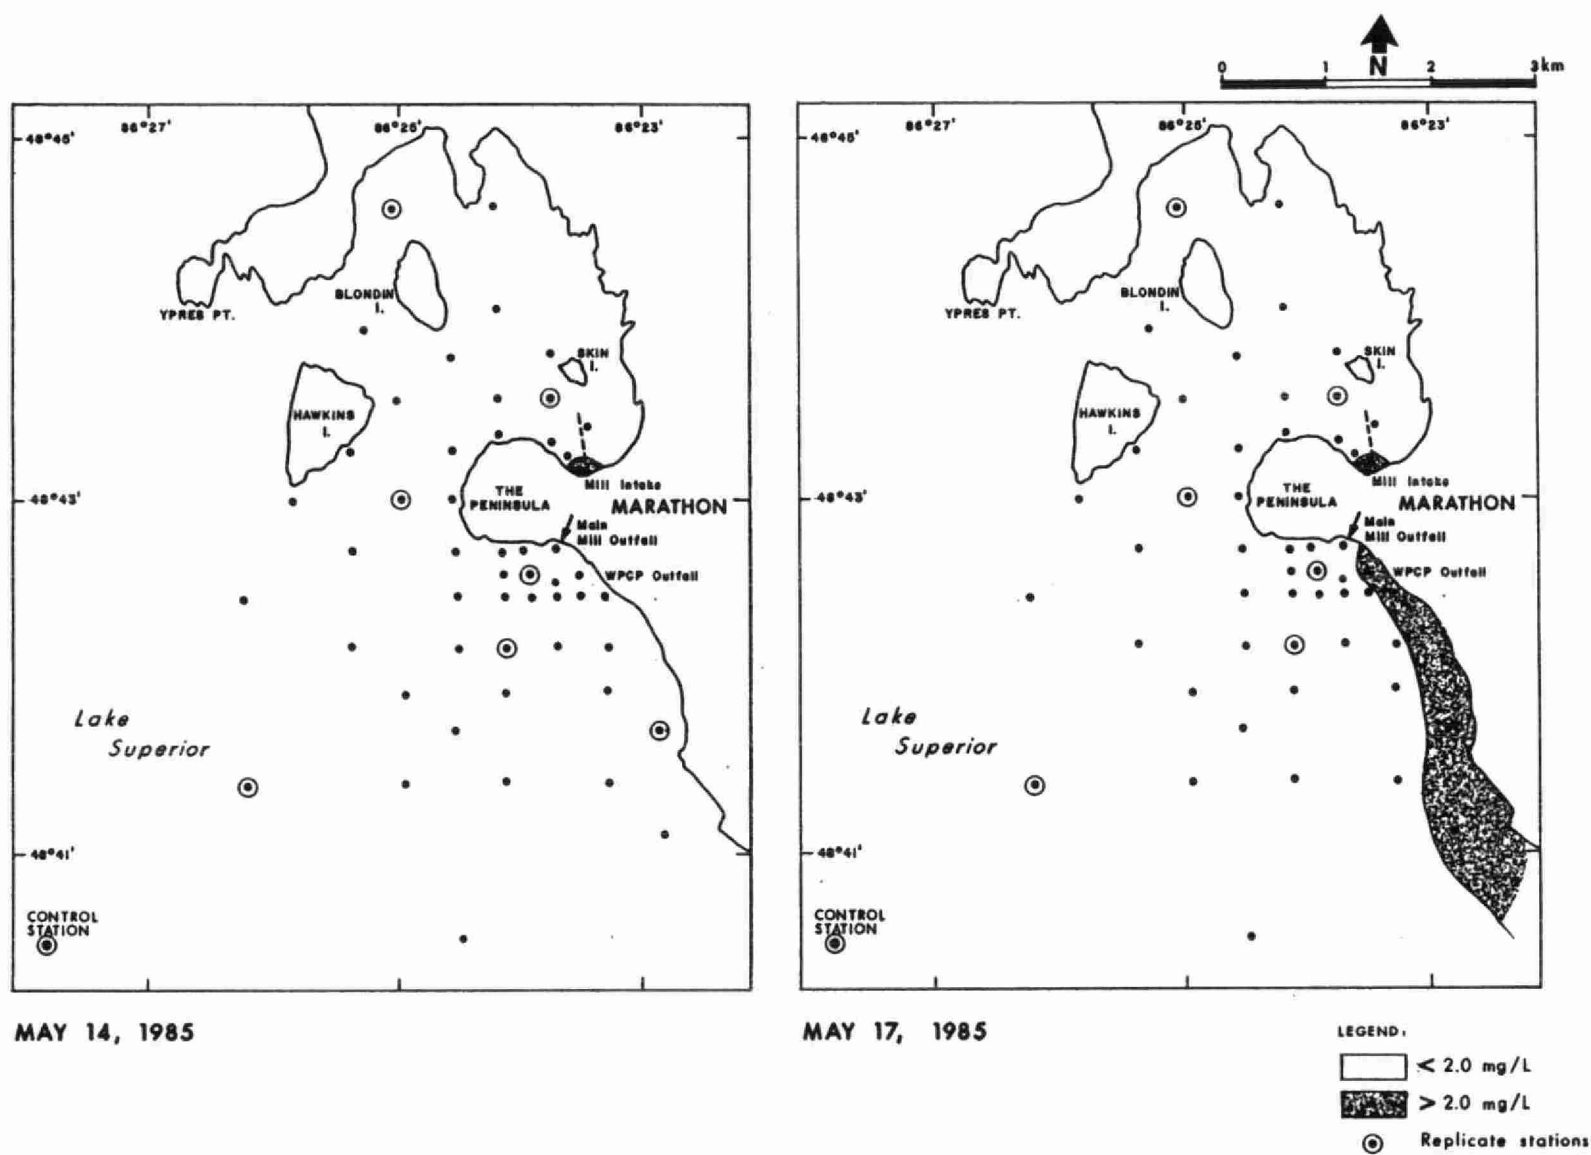 N
0 1 2 3km
86°27' 86°25' 86°23'
48°45'
BLONDIN
I.
YPRES PT.
SKIN
I.
HAWKINS
I.
48°43'
THE
PENINSULA
Mill Intake
MARATHON
Main
Mill Outfall
WPCP Outfall
Lake
Superior
48°41'
CONTROL
STATION
MAY 14, 1985
86°27' 86°25' 86°23'
48°45'
BLONDIN
I.
YPRES PT.
SKIN
I.
HAWKINS
I.
48°43'
THE
PENINSULA
Mill Intake
MARATHON
Main
Mill Outfall
WPCP Outfall
Lake
Superior
48°41'
CONTROL
STATION
MAY 17, 1985
LEGEND:
< 2.0 mg/L
> 2.0 mg/L
Replicate stations